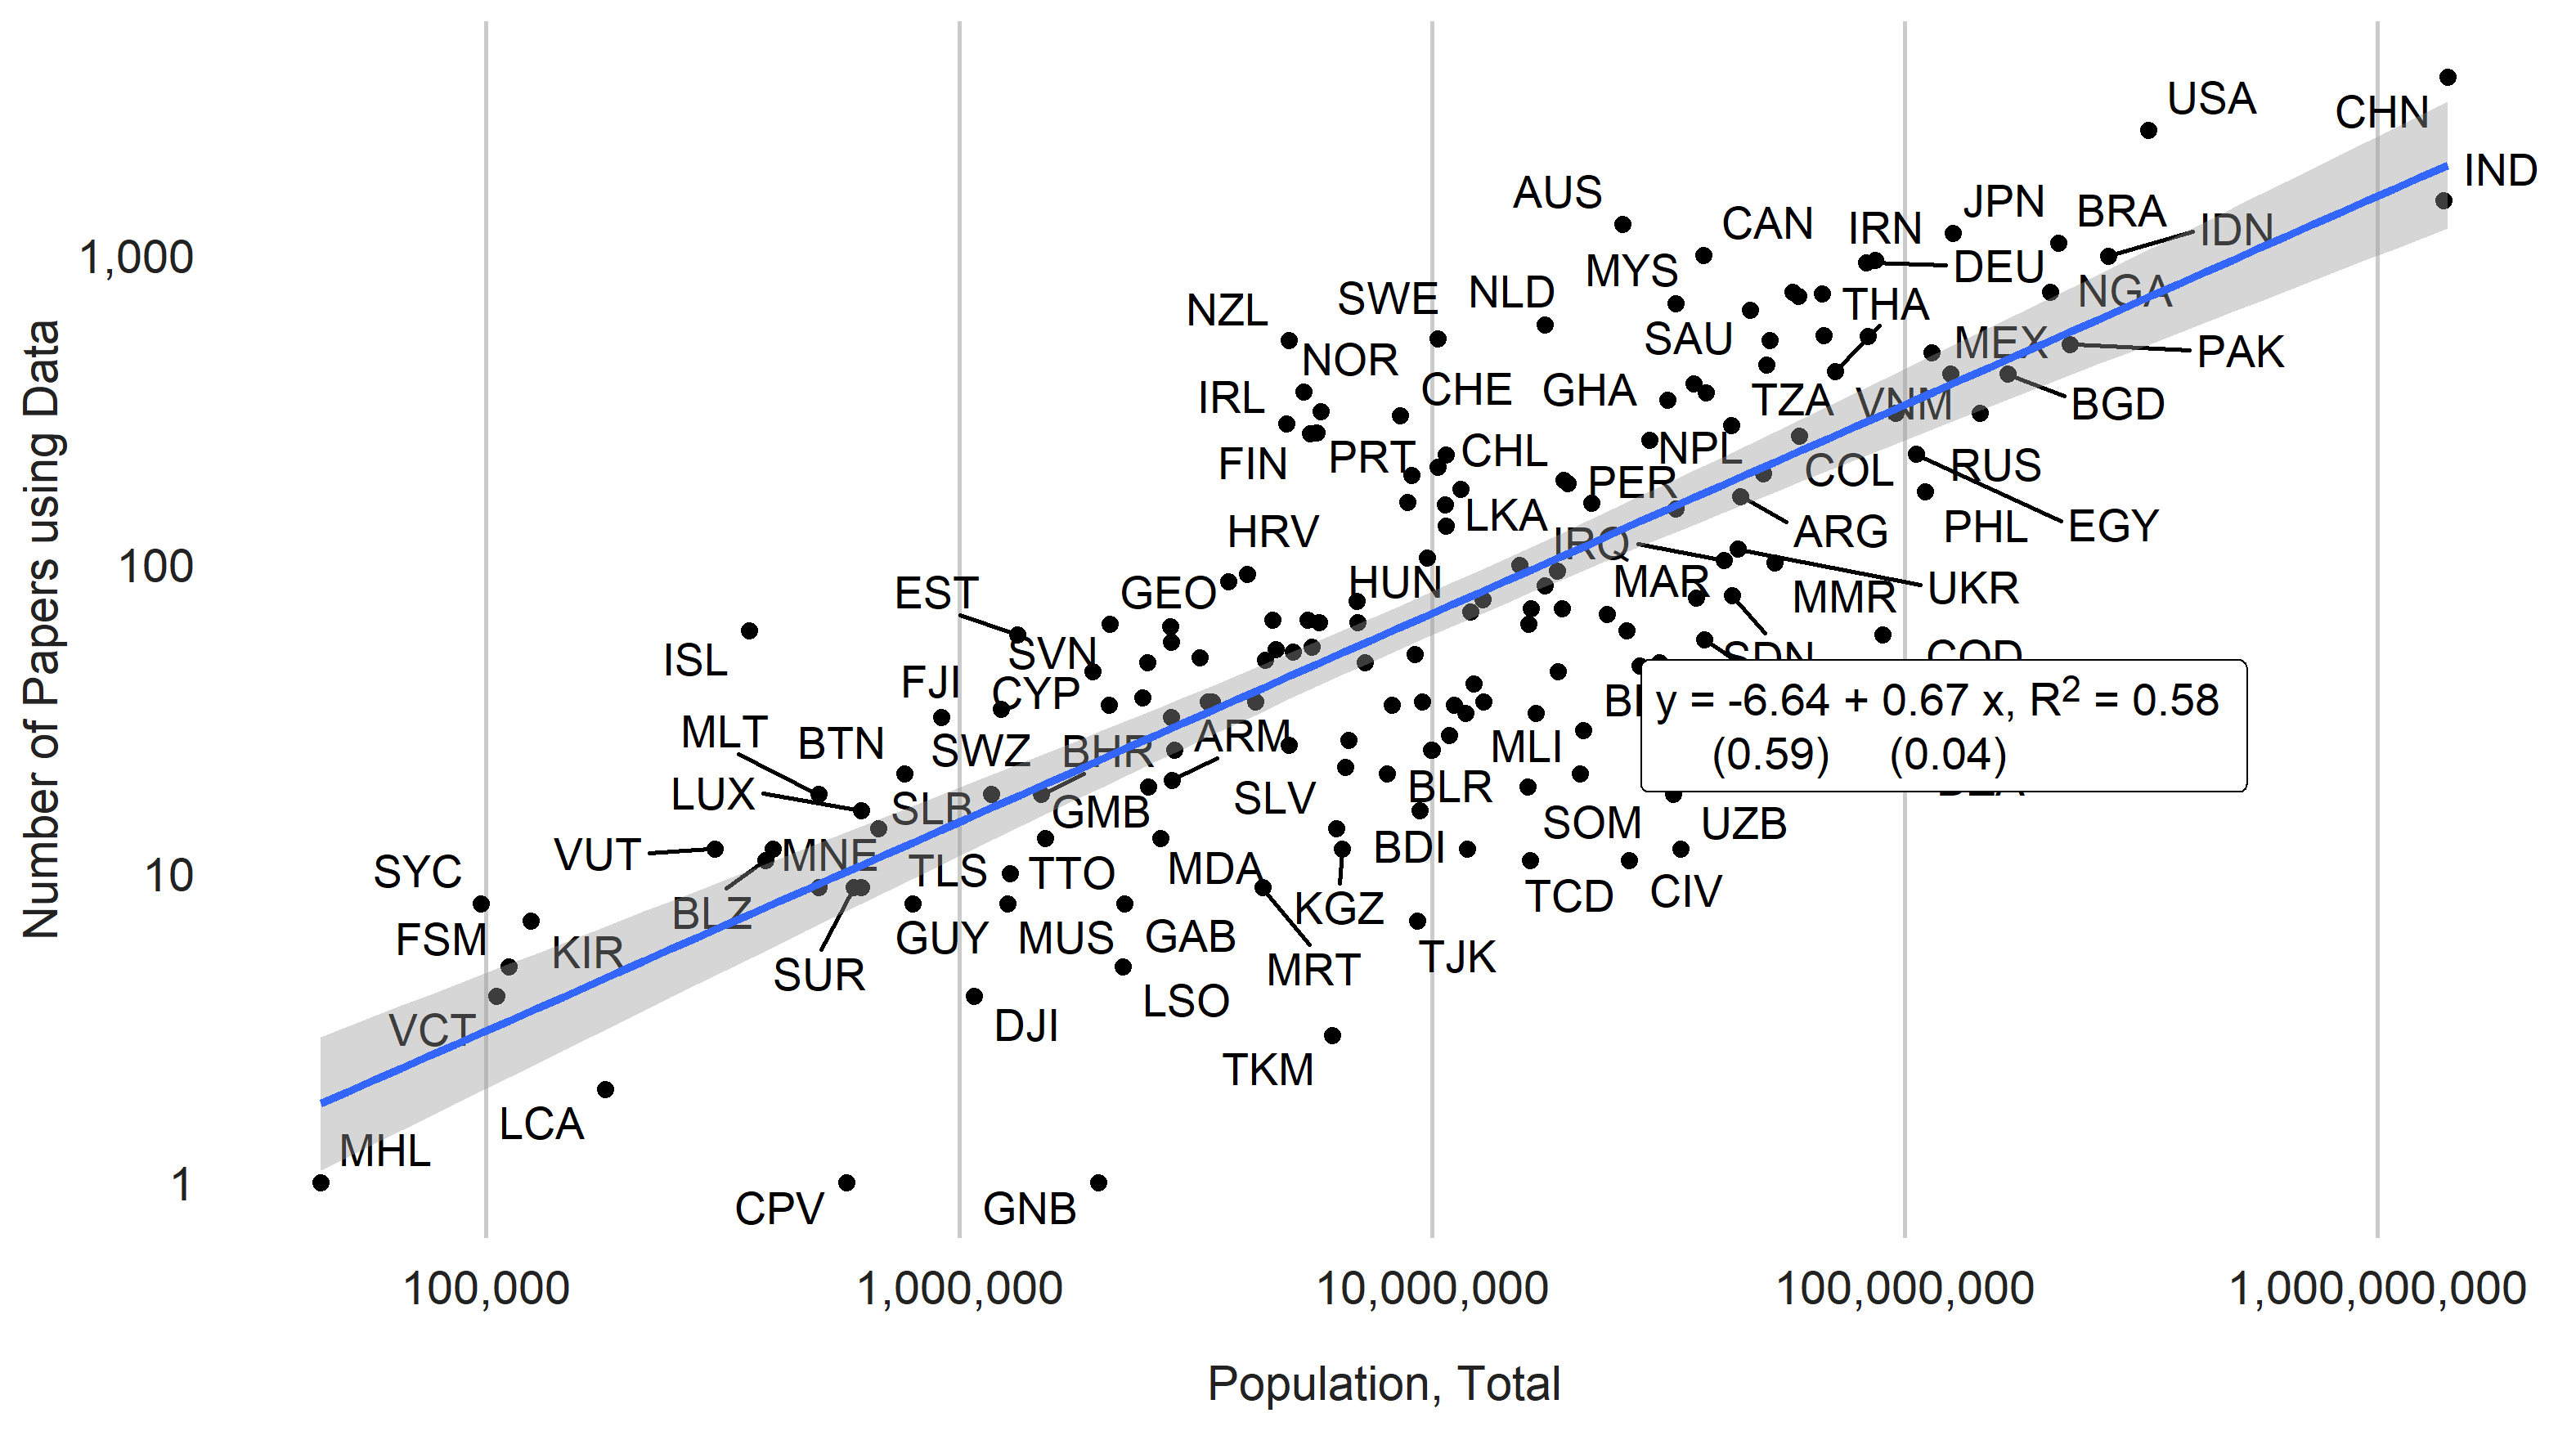 USA
CHN
IND
AUS
CAN
IRN
JPN
BRA
IDN
1,000
MYS
DEU
NZL
SWE
NLD
THA
NGA
SAU
MEX
PAK
NOR
IRL
CHE
GHA
TZA
VNM
BGD
FIN
PRT
CHL
NPL
COL
RUS
PER
LKA
HRV
IRQ
ARG
PHL
EGY
100
EST
GEO
HUN
MAR
MMR
UKR
ISL
SVN
SDN
COD
FJI
CYP
y = -6.64 + 0.67 x, R2 = 0.58
(0.59) (0.04)
MLT
BTN
SWZ
BHR
ARM
MLI
LUX
SLB
GMB
SLV
BLR
SOM
UZB
VUT
MNE
TLS
TTO
MDA
BDI
10
SYC
BLZ
KGZ
TCD
CIV
FSM
KIR
SUR
GUY
MUS
GAB
MRT
TJK
VCT
DJI
LSO
TKM
LCA
MHL
1
CPV
GNB
Number of Papers using Data
100,000
1,000,000
10,000,000
100,000,000
1,000,000,000
Population, Total